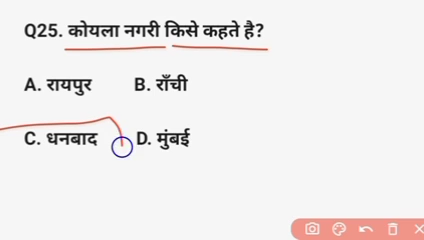 Q25. कोयला नगरी किसे कहते है?
A. रायपुर B. राँची
C. धनबाद D. मुंबई